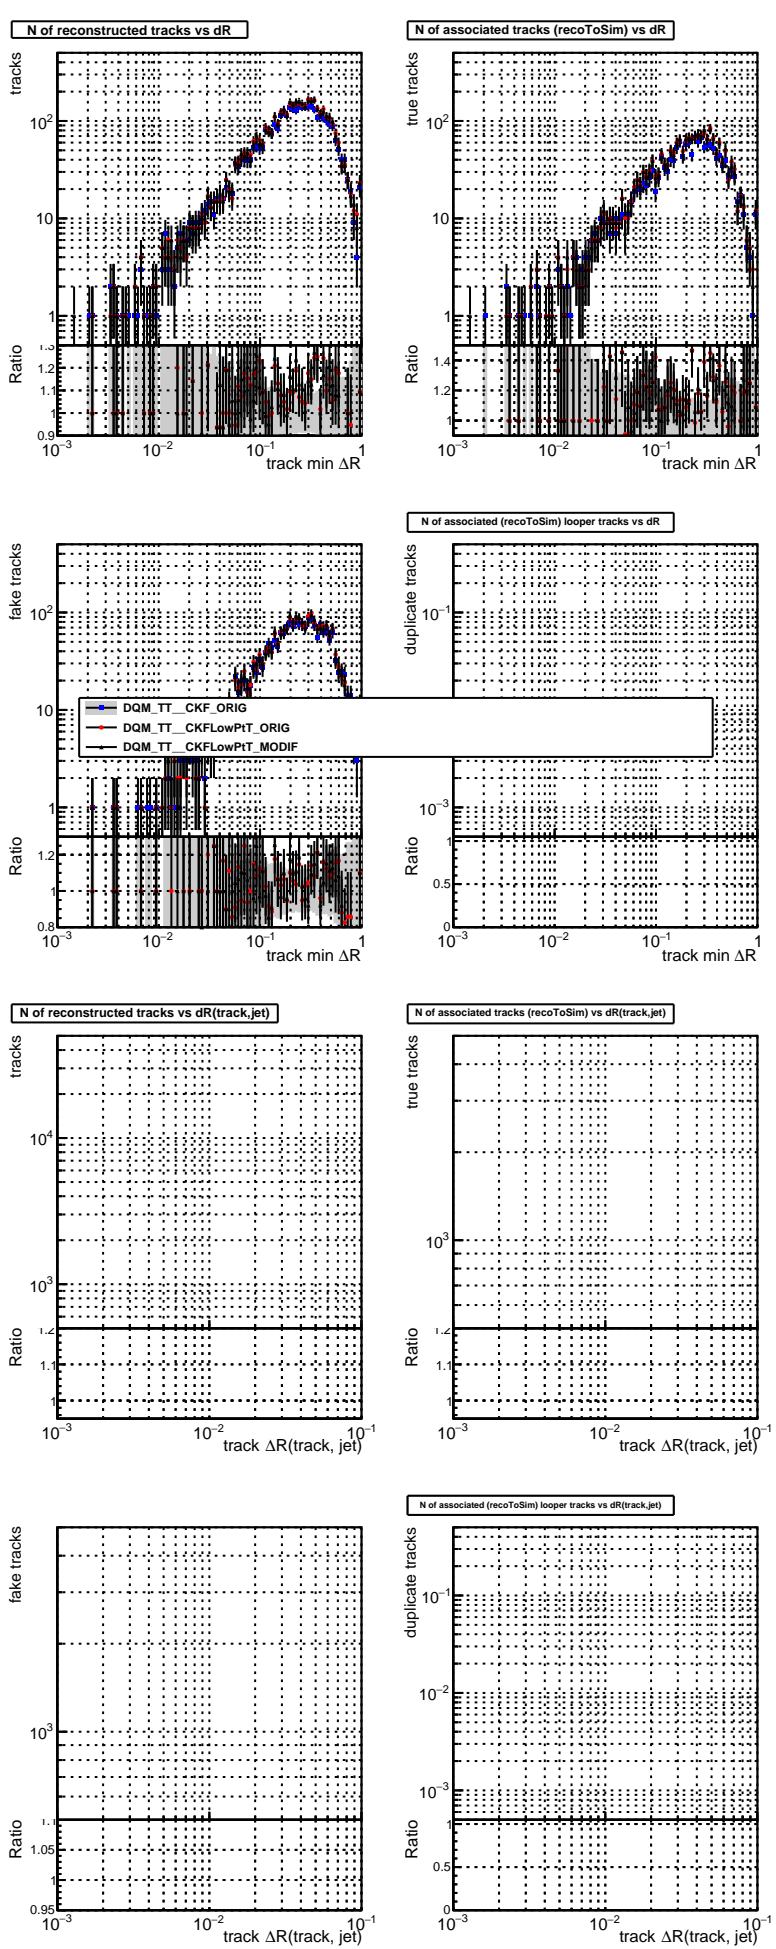 N of reconstructed tracks vs dR
tracks
10²
10
1
Ratio
1.3
1.2
1.1
1
0.9
10⁻³
10⁻²
10⁻¹
1
track min ΔR
N of associated tracks (recoToSim) vs dR
true tracks
10²
10
1
Ratio
1.4
1.2
1
10⁻³
10⁻²
10⁻¹
1
track min ΔR
fake tracks
10²
10
1
Ratio
1.2
1
0.8
10⁻³
10⁻²
10⁻¹
1
track min ΔR
N of associated (recoToSim) looper tracks vs dR
duplicate tracks
10⁻¹
10⁻³
Ratio
1
0.5
0
10⁻³
10⁻²
10⁻¹
1
track min ΔR
DQM_TT__CKF_ORIG
DQM_TT__CKFLowPtT_ORIG
DQM_TT__CKFLowPtT_MODIF
N of reconstructed tracks vs dR(track,jet)
tracks
10⁴
10³
Ratio
1.2
1.1
1
10⁻³
10⁻²
10⁻¹
track ΔR(track, jet)
N of associated tracks (recoToSim) vs dR(track,jet)
true tracks
10³
Ratio
1.2
1.1
1
10⁻³
10⁻²
10⁻¹
track ΔR(track, jet)
fake tracks
10³
Ratio
1.1
1.05
1
0.95
10⁻³
10⁻²
10⁻¹
track ΔR(track, jet)
N of associated (recoToSim) looper tracks vs dR(track,jet)
duplicate tracks
10⁻¹
10⁻²
10⁻³
Ratio
1
0.5
0
10⁻³
10⁻²
10⁻¹
track ΔR(track, jet)